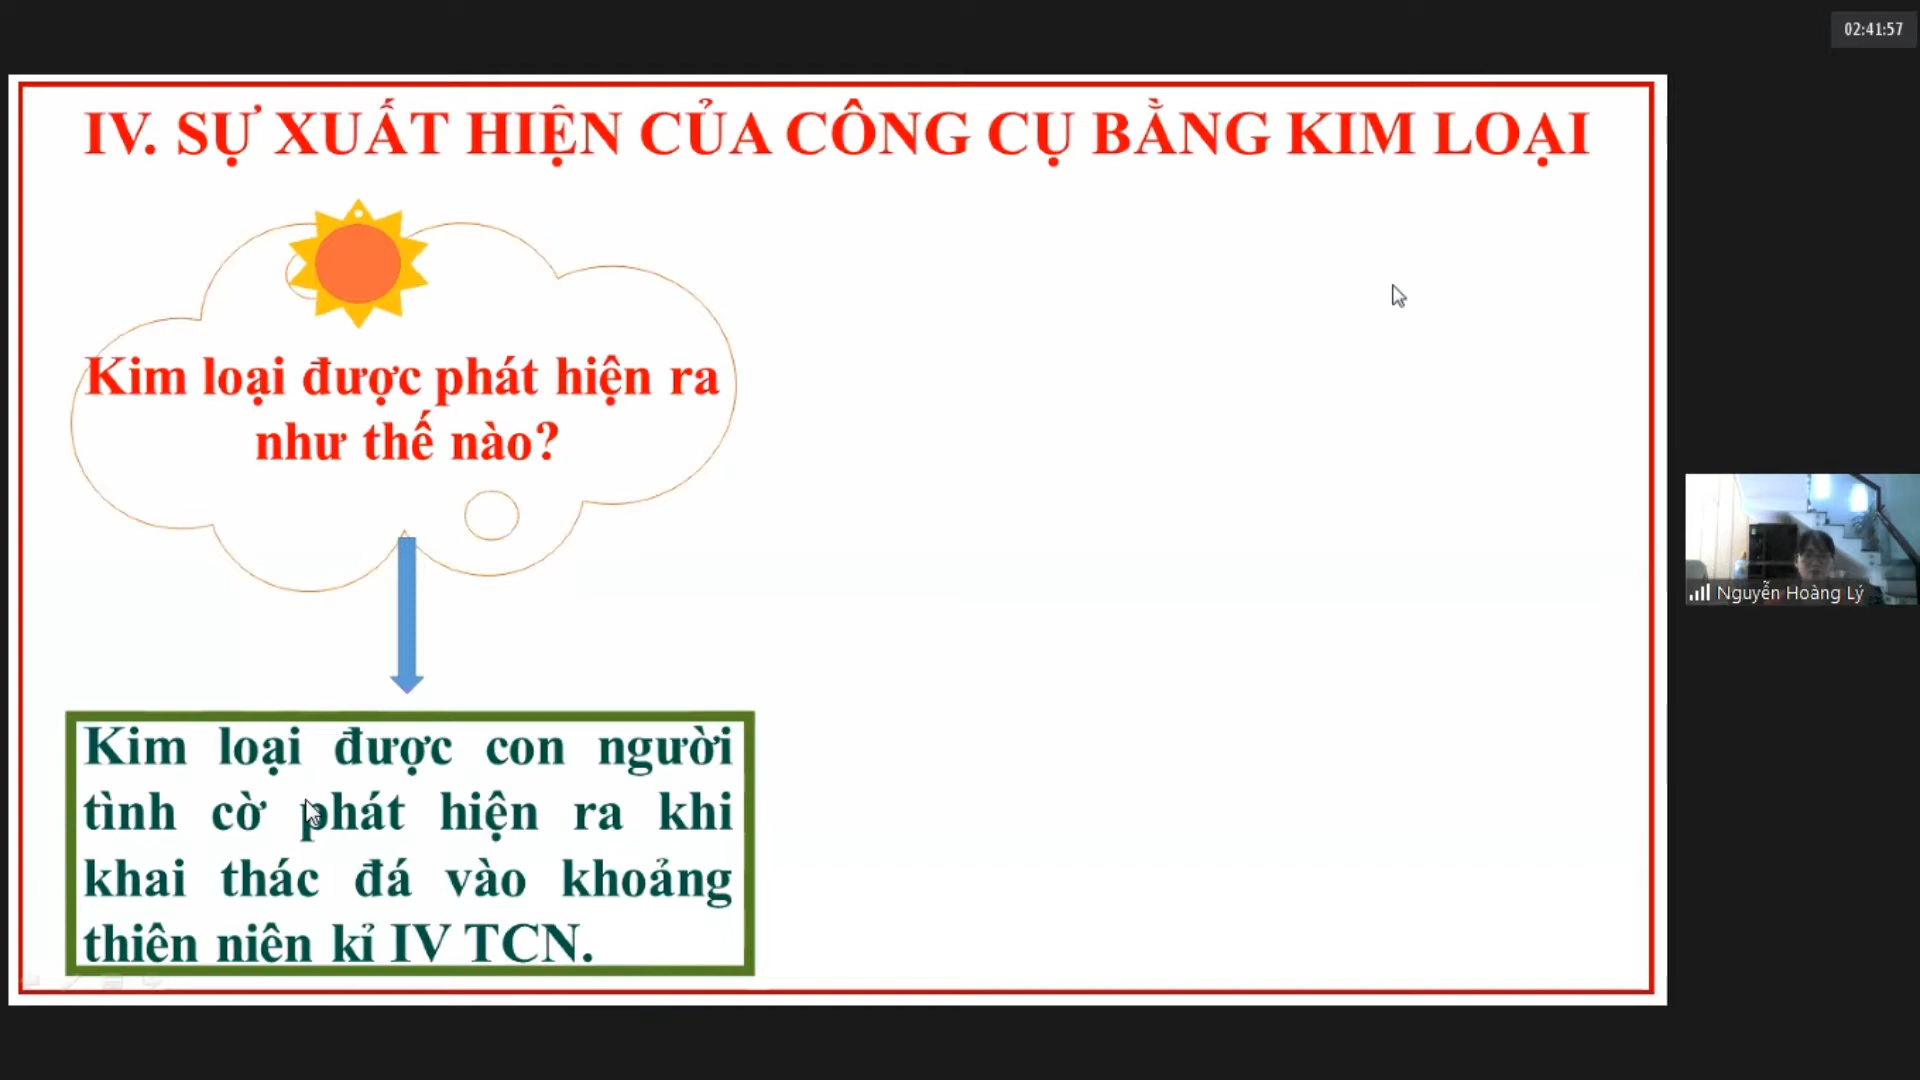 02:41:57
IV. SỰ XUẤT HIỆN CỦA CÔNG CỤ BẰNG KIM LOẠI
Kim loại được phát hiện ra
như thế nào?
Kim loại được con người
tình cờ phát hiện ra khi
khai thác đá vào khoảng
thiên niên kỉ IV TCN.
Nguyễn Hoàng Lý